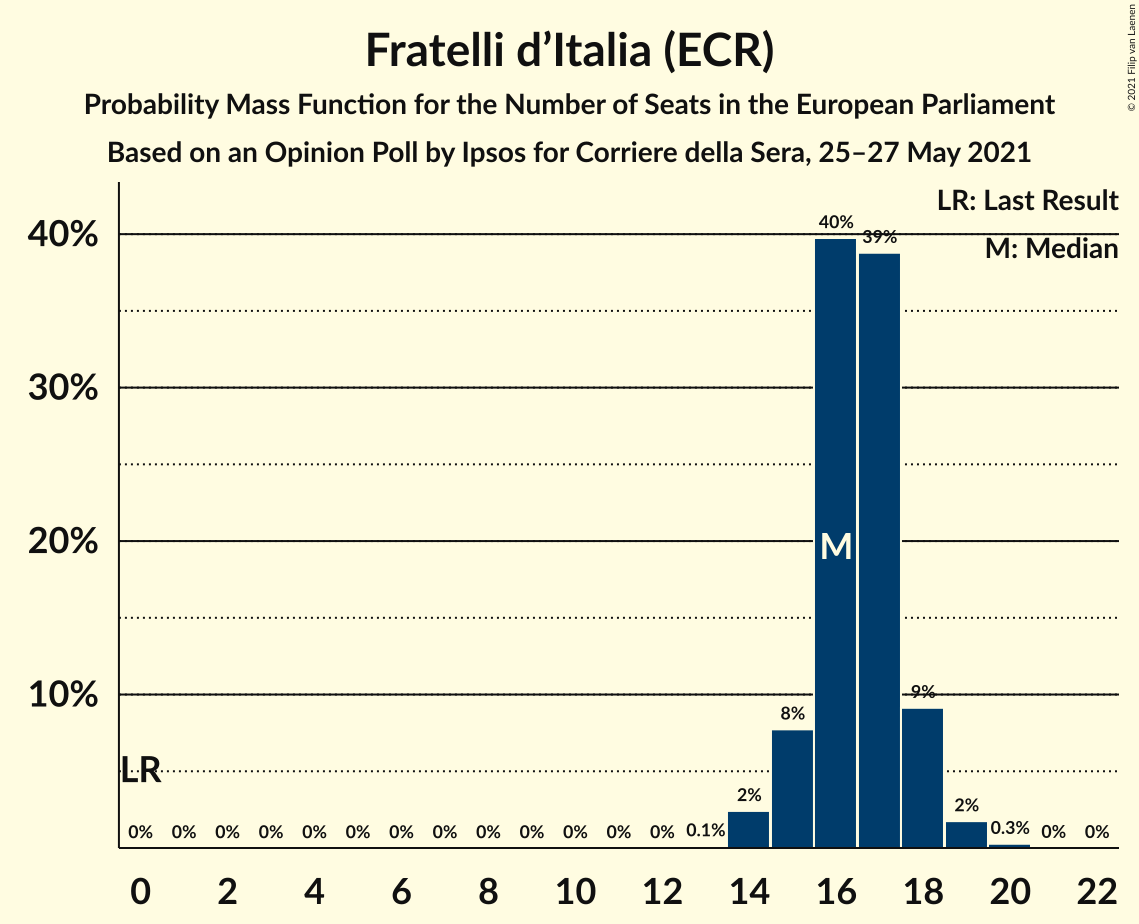 Fratelli d’Italia (ECR)
Probability Mass Function for the Number of Seats in the European Parliament
Based on an Opinion Poll by Ipsos for Corriere della Sera, 25–27 May 2021
© 2021 Filip van Laenen
LR: Last Result
M: Median
40%
30%
20%
10%
40%
39%
M
9%
8%
LR
2%
2%
0% 0% 0% 0% 0% 0% 0% 0% 0% 0% 0% 0% 0% 0.1% 0.3% 0% 0%
0 2 4 6 8 10 12 14 16 18 20 22